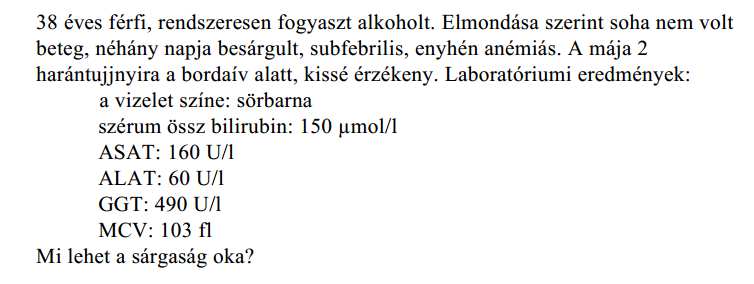 38 éves férfi, rendszeresen fogyaszt alkoholt. Elmondása szerint soha nem volt
beteg, néhány napja besárgult, subfebrilis, enyhén anémiás. A mája 2
harántujjnyira a bordaív alatt, kissé érzékeny. Laboratóriumi eredmények:
a vizelet színe: sörbarna
szérum össz bilirubin: 150 µmol/l
ASAT: 160 U/l
ALAT: 60 U/l
GGT: 490 U/l
MCV: 103 fl
Mi lehet a sárgaság oka?